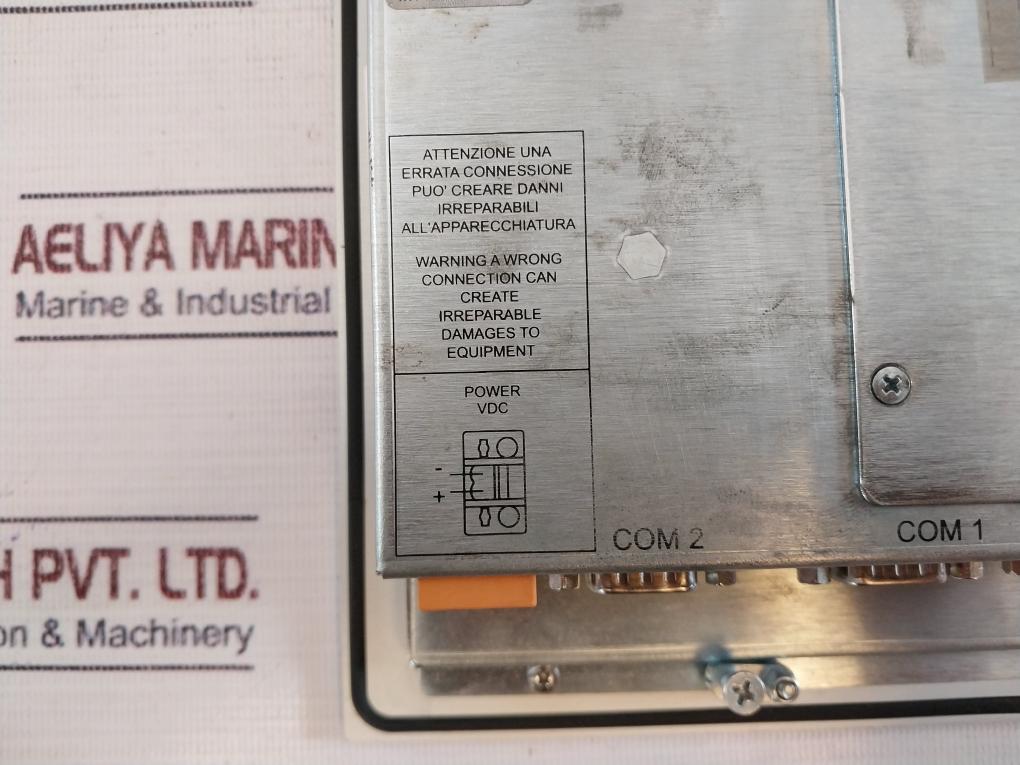 AELIYA MARIN
Marine & Industrial
PVT. LTD.
on & Machinery
ATTENZIONE UNA
ERRATA CONNESSIONE
PUO' CREARE DANNI
IRREPARABILI
ALL'APPARECCHIATURA
WARNING A WRONG
CONNECTION CAN
CREATE
IRREPARABLE
DAMAGES TO
EQUIPMENT
POWER
VDC
-
+
COM 2
COM 1